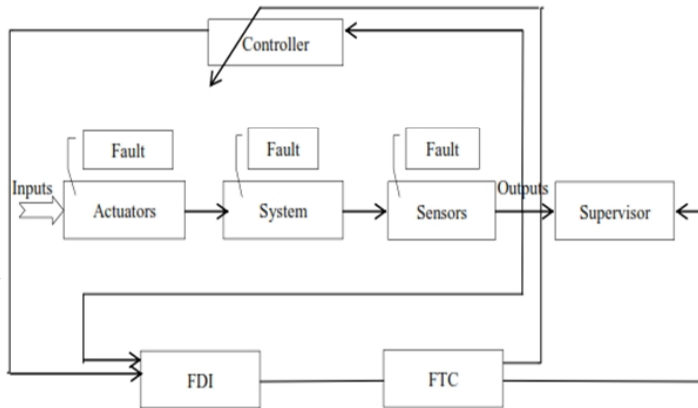 Controller
Fault
Fault
Fault
Inputs
Actuators
System
Sensors
Outputs
Supervisor
FDI
FTC